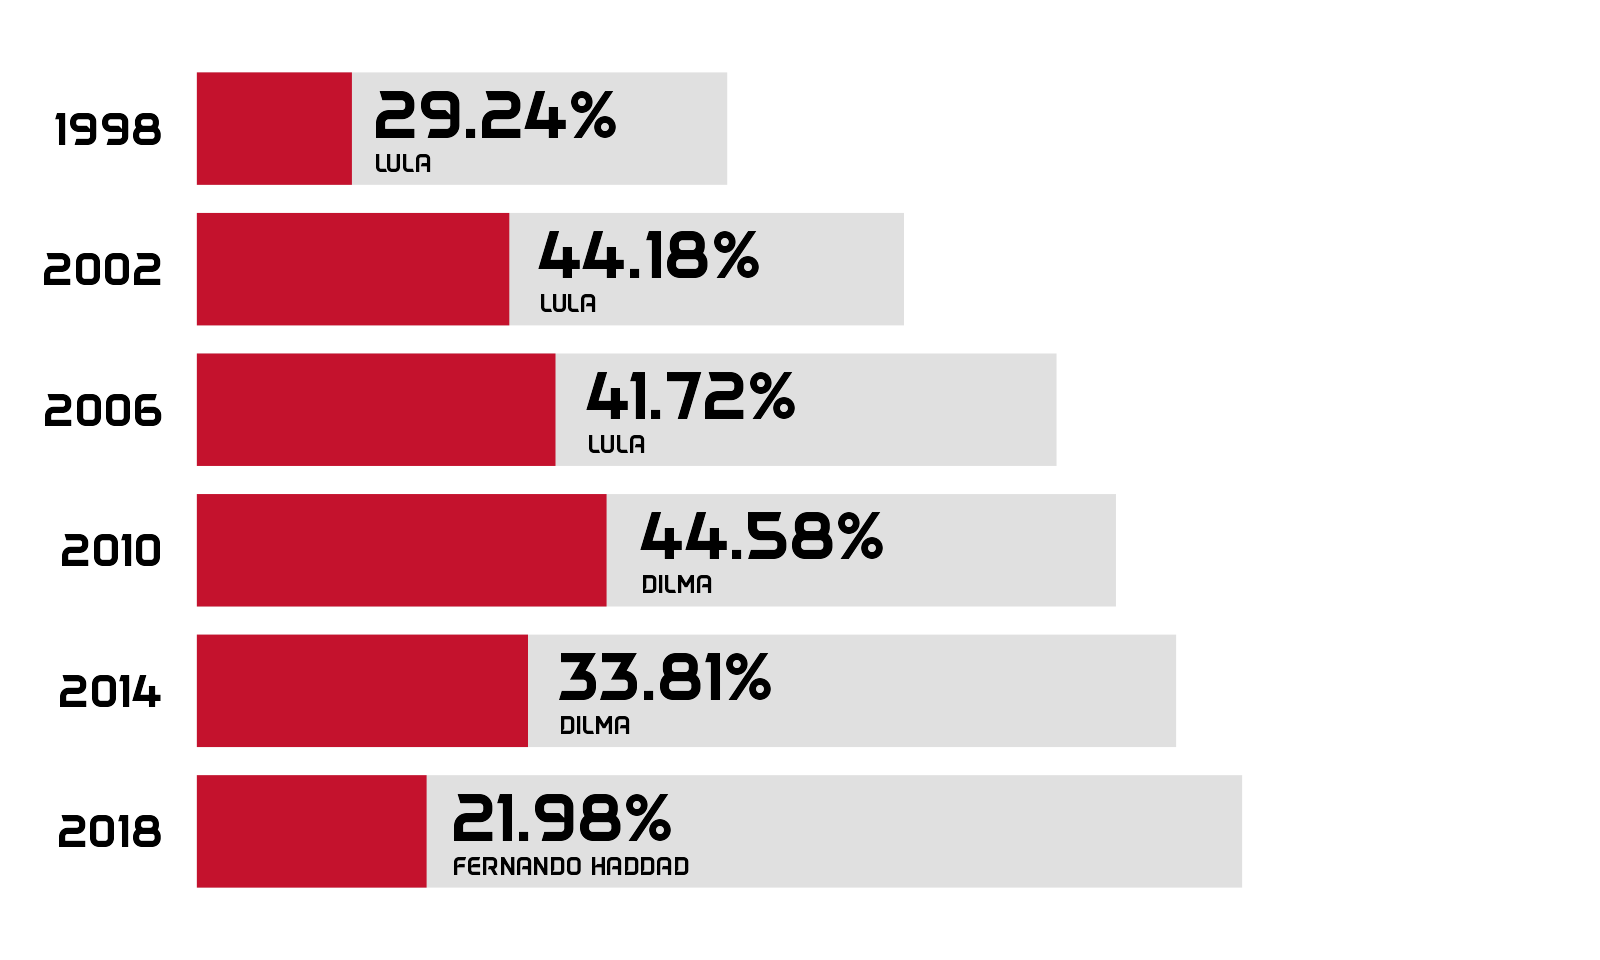 1998
29.24%
LULA
2002
44.18%
LULA
2006
41.72%
LULA
2010
44.58%
DILMA
2014
33.81%
DILMA
2018
21.98%
FERNANDO HADDAD